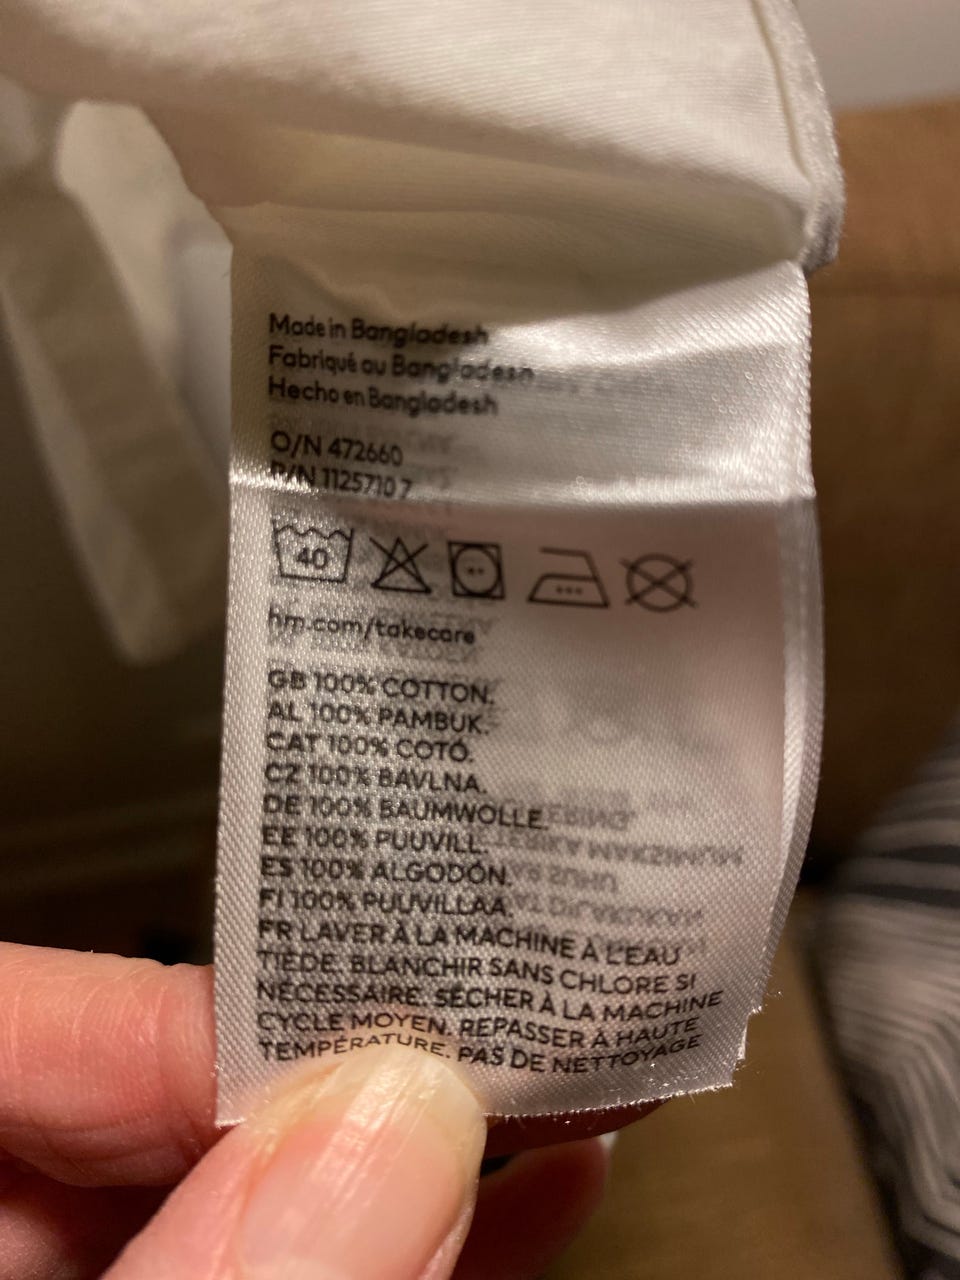 Made in Bangladesh
Fabriqué au Bangladesh
Hecho en Bangladesh
O/N 472660
P/N 1125710 7
40
hm.com/takecare
GB 100% COTTON.
AL 100% PAMBUK.
CAT 100% COTÓ.
CZ 100% BAVLNA.
DE 100% BAUMWOLLE.
EE 100% PUUVILL.
ES 100% ALGODÓN.
FI 100% PUUVILLAA.
FR LAVER À LA MACHINE À L'EAU
TIÈDE. BLANCHIR SANS CHLORE SI
NÉCESSAIRE. SÉCHER À LA MACHINE
CYCLE MOYEN. REPASSER À HAUTE
TEMPÉRATURE. PAS DE NETTOYAGE